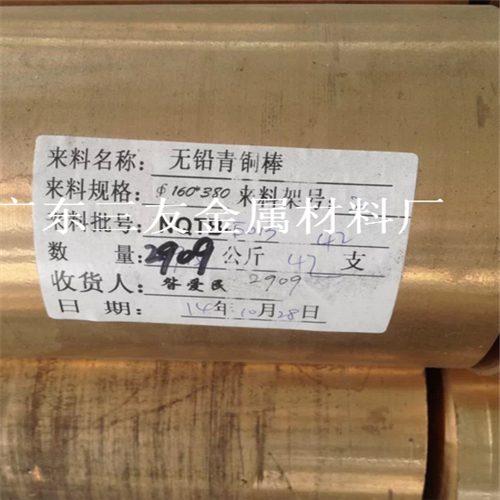 来料名称: 无铅青铜棒
来料规格: φ160*380 来料架号:
来料批号: 42
数 量: 2909 公斤 42 支
收货人: 2909
日 期: 14年10月28日
友金属材料厂